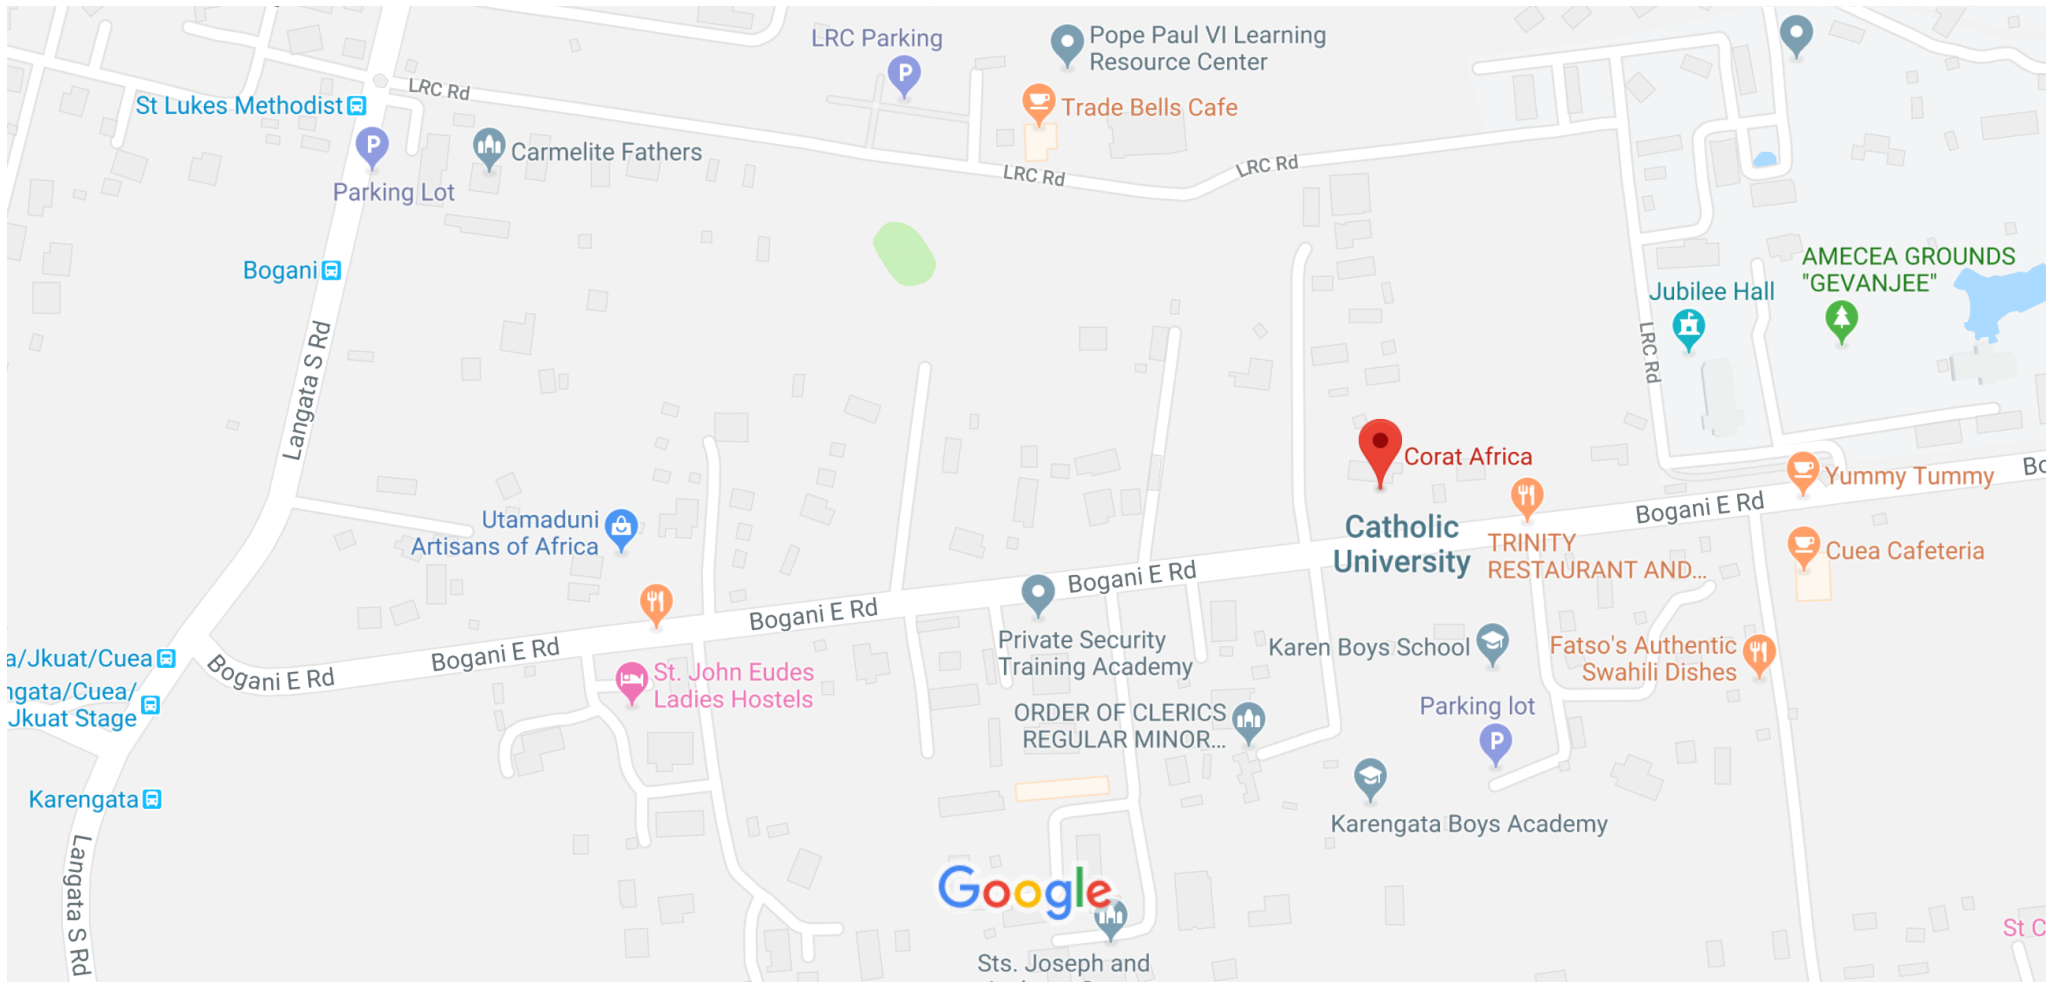 LRC Parking
Pope Paul VI Learning
Resource Center
LRC Rd
St Lukes Methodist
Trade Bells Cafe
Carmelite Fathers
Parking Lot
LRC Rd
LRC Rd
Bogani
AMECEA GROUNDS
"GEVANJEE"
Jubilee Hall
Langata S Rd
LRC Rd
Corat Africa
Yummy Tummy
Bo
Bogani E Rd
Utamaduni
Artisans of Africa
Catholic
University
TRINITY
RESTAURANT AND...
Cuea Cafeteria
Bogani E Rd
Bogani E Rd
Private Security
Training Academy
Karen Boys School
Fatso's Authentic
Swahili Dishes
Bogani E Rd
Bogani E Rd
a/Jkuat/Cuea
ngata/Cuea/
Jkuat Stage
St. John Eudes
Ladies Hostels
ORDER OF CLERICS
REGULAR MINOR...
Parking lot
Karengata
Karengata Boys Academy
Langata S Rd
Google
St C
Sts. Joseph and